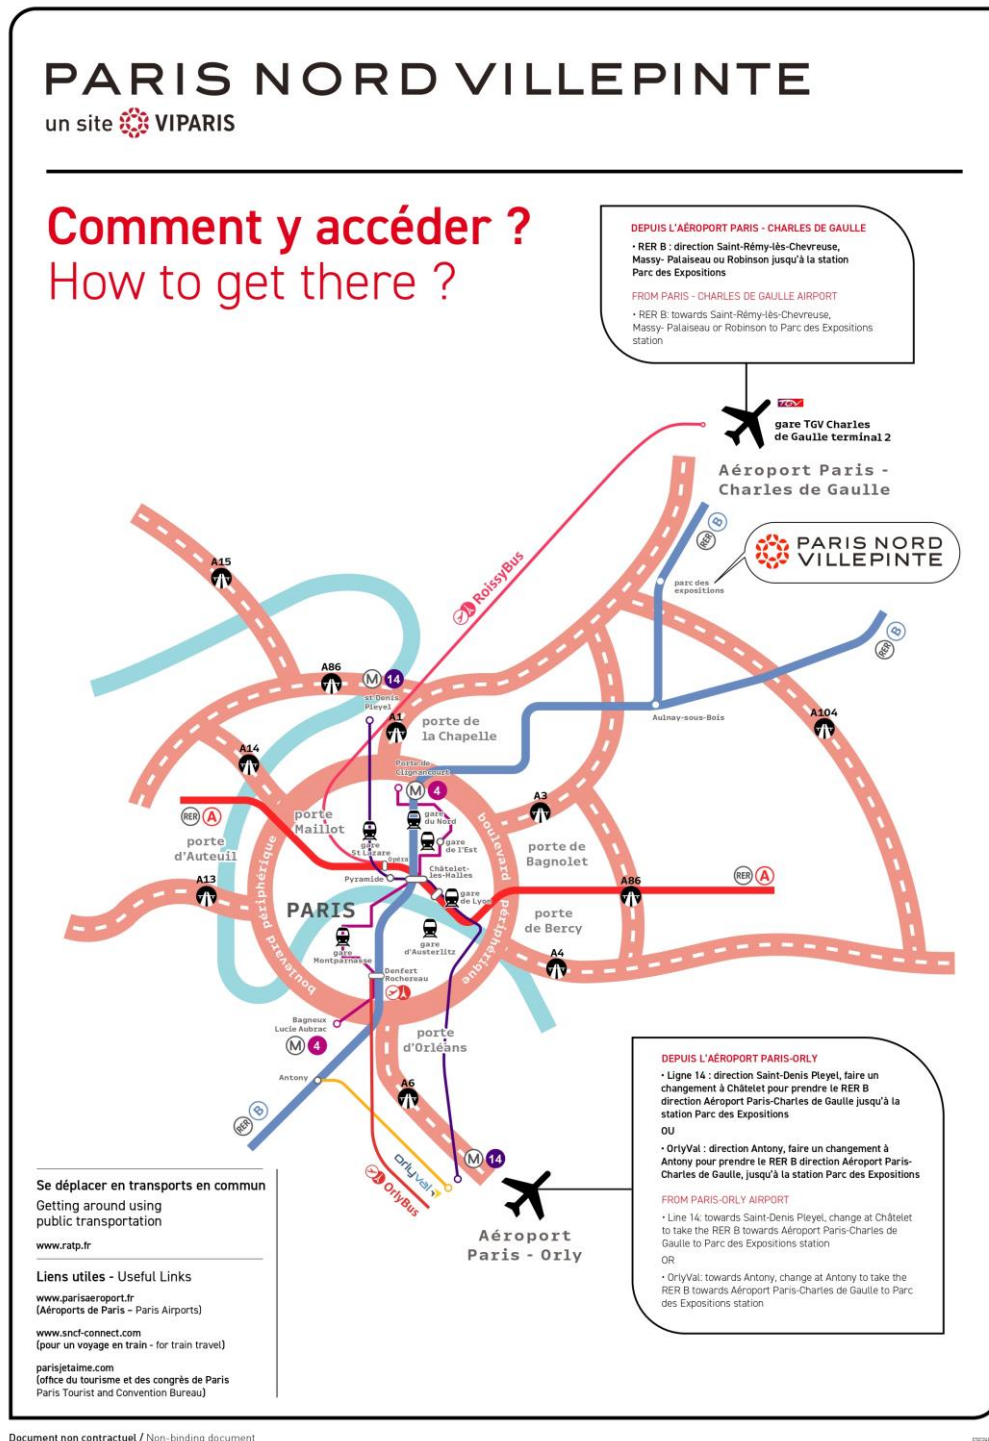 PARIS NORD VILLEPINTE
un site VIPARIS
Comment y accéder ?
How to get there ?
DEPUIS L'AÉROPORT PARIS - CHARLES DE GAULLE
• RER B : direction Saint-Rémy-lès-Chevreuse,
Massy- Palaiseau ou Robinson jusqu'à la station
Parc des Expositions
FROM PARIS - CHARLES DE GAULLE AIRPORT
• RER B: towards Saint-Rémy-lès-Chevreuse,
Massy- Palaiseau or Robinson to Parc des Expositions
station
TGV
gare TGV Charles
de Gaulle terminal 2
Aéroport Paris -
Charles de Gaulle
RER B
PARIS NORD
VILLEPINTE
parc des
expositions
RoissyBus
A15
RER B
A86
M 14
st Denis
Pleyel
A1
porte de
la Chapelle
Aulnay-sous-Bois
A104
A14
Porte de
Clignancourt
M 4
RER A
porte
Maillot
gare
du Nord
A3
porte
d'Auteuil
gare
St Lazare
gare
de l'Est
boulevard périphérique
porte de
Bagnolet
Opéra
Pyramide
Châtelet-
les-Halles
RER A
A13
A86
gare
de Lyon
PARIS
boulevard périphérique
porte
de Bercy
gare
Montparnasse
gare
d'Austerlitz
A4
Denfert
Rochereau
Bagneux
Lucie Aubrac
M 4
porte
d'Orléans
Antony
A6
RER B
orlyval
OrlyBus
M 14
Aéroport
Paris - Orly
DEPUIS L'AÉROPORT PARIS-ORLY
• Ligne 14 : direction Saint-Denis Pleyel, faire un
changement à Châtelet pour prendre le RER B
direction Aéroport Paris-Charles de Gaulle jusqu'à la
station Parc des Expositions
OU
• OrlyVal : direction Antony, faire un changement à
Antony pour prendre le RER B direction Aéroport Paris-
Charles de Gaulle, jusqu'à la station Parc des Expositions
FROM PARIS-ORLY AIRPORT
• Line 14: towards Saint-Denis Pleyel, change at Châtelet
to take the RER B towards Aéroport Paris-Charles de
Gaulle to Parc des Expositions station
OR
• OrlyVal: towards Antony, change at Antony to take the
RER B towards Aéroport Paris-Charles de Gaulle to Parc
des Expositions station
Se déplacer en transports en commun
Getting around using
public transportation
www.ratp.fr
Liens utiles - Useful Links
www.parisaeroport.fr
(Aéroports de Paris – Paris Airports)
www.sncf-connect.com
(pour un voyage en train - for train travel)
parisjetaime.com
(office du tourisme et des congrès de Paris
Paris Tourist and Convention Bureau)
Document non contractuel / Non-binding document